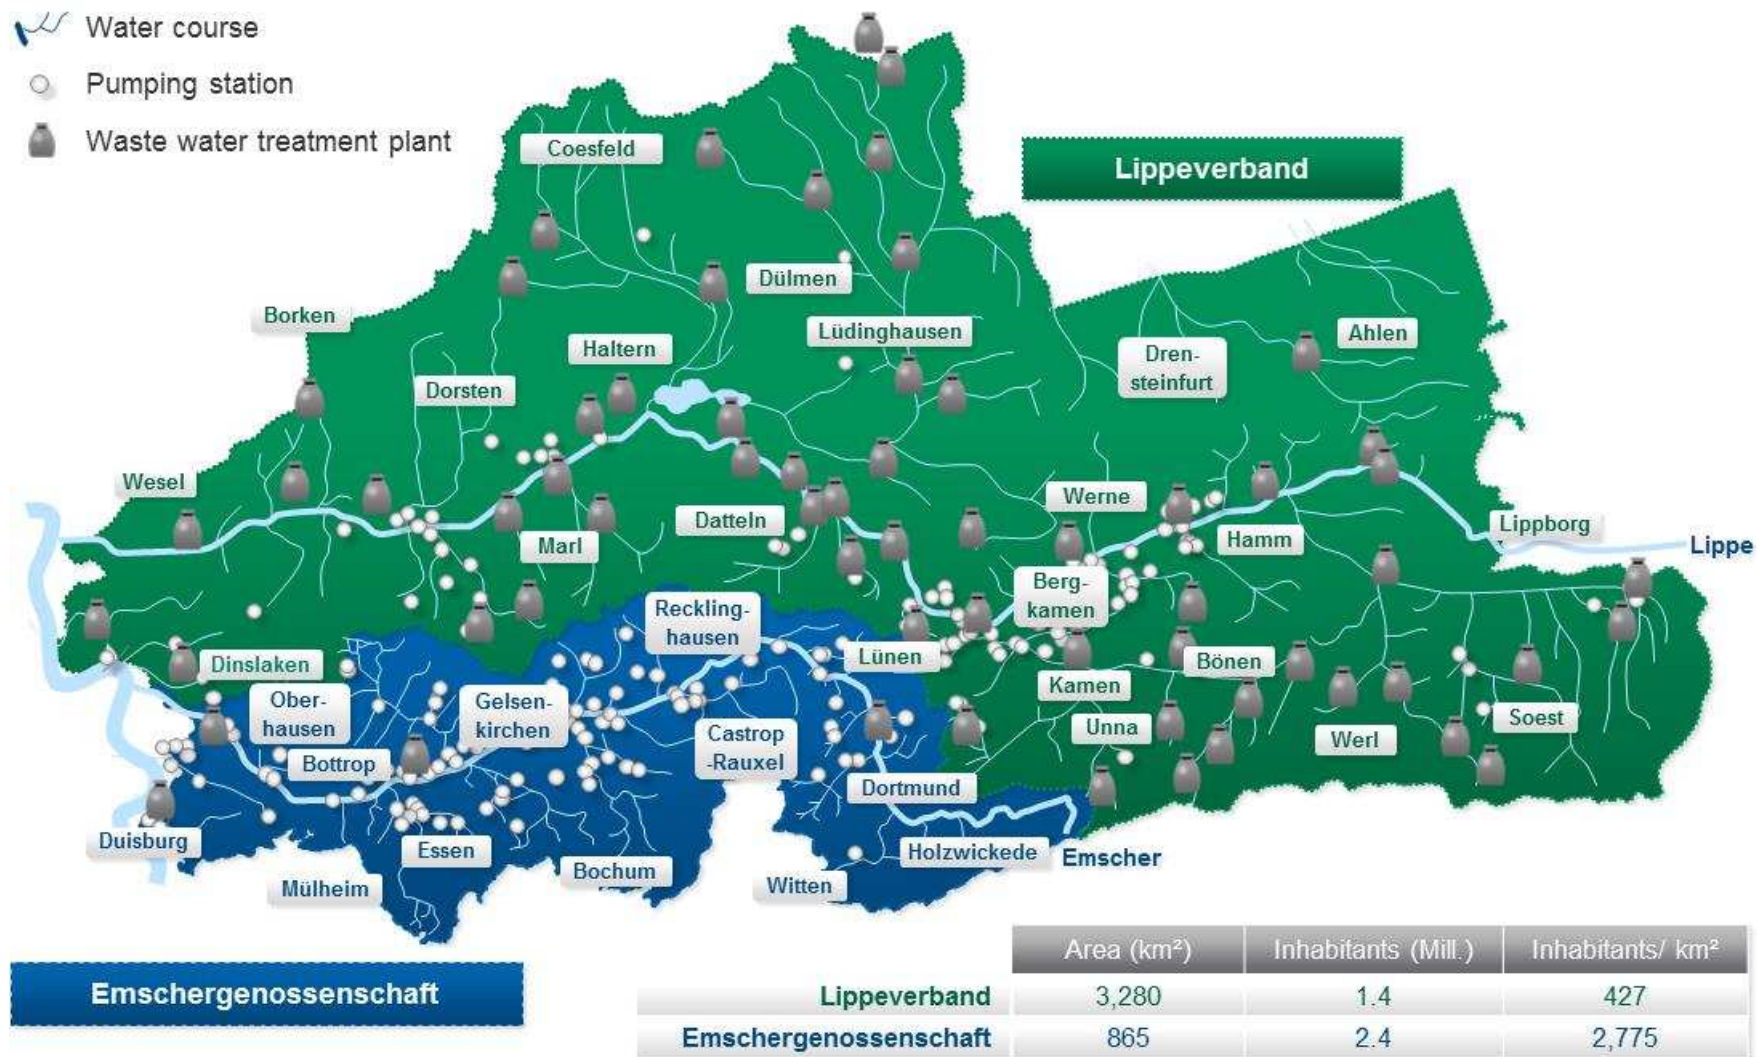 Water course
Pumping station
Waste water treatment plant
Lippeverband
Coesfeld
Dülmen
Borken
Lüdinghausen
Haltern
Ahlen
Dren-
steinfurt
Dorsten
Wesel
Werne
Datteln
Marl
Hamm
Lippborg
Lippe
Berg-
kamen
Reckling-
hausen
Lünen
Dinslaken
Bönen
Kamen
Ober-
hausen
Gelsen-
kirchen
Castrop
-Rauxel
Unna
Werl
Soest
Bottrop
Dortmund
Duisburg
Essen
Holzwickede
Emscher
Bochum
Mülheim
Witten
Emschergenossenschaft
Area (km²) Inhabitants (Mill.) Inhabitants/ km²
Lippeverband 3,280 1.4 427
Emschergenossenschaft 865 2.4 2,775